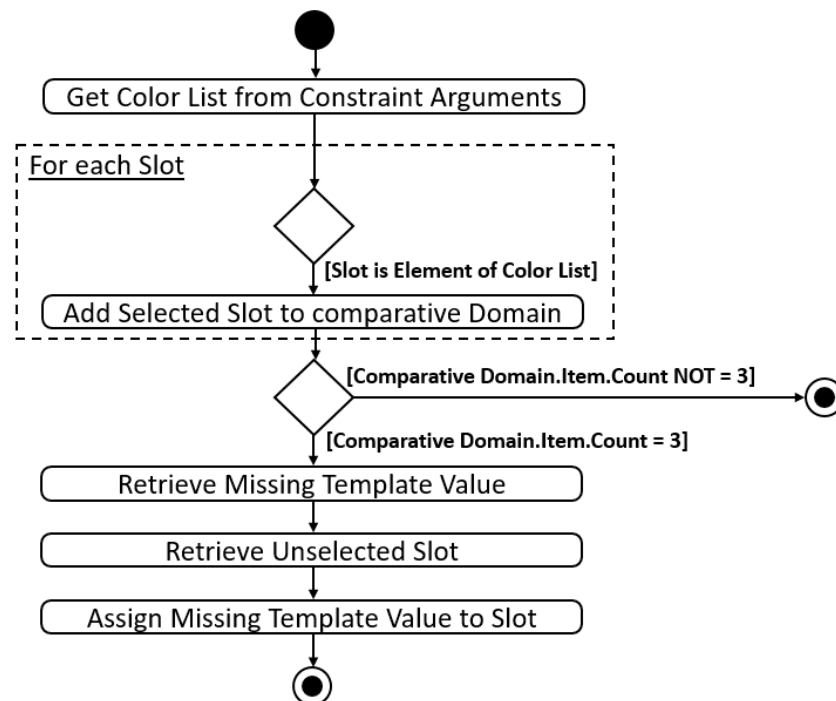 Get Color List from Constraint Arguments
For each Slot
[Slot is Element of Color List]
Add Selected Slot to comparative Domain
[Comparative Domain.Item.Count NOT = 3]
[Comparative Domain.Item.Count = 3]
Retrieve Missing Template Value
Retrieve Unselected Slot
Assign Missing Template Value to Slot